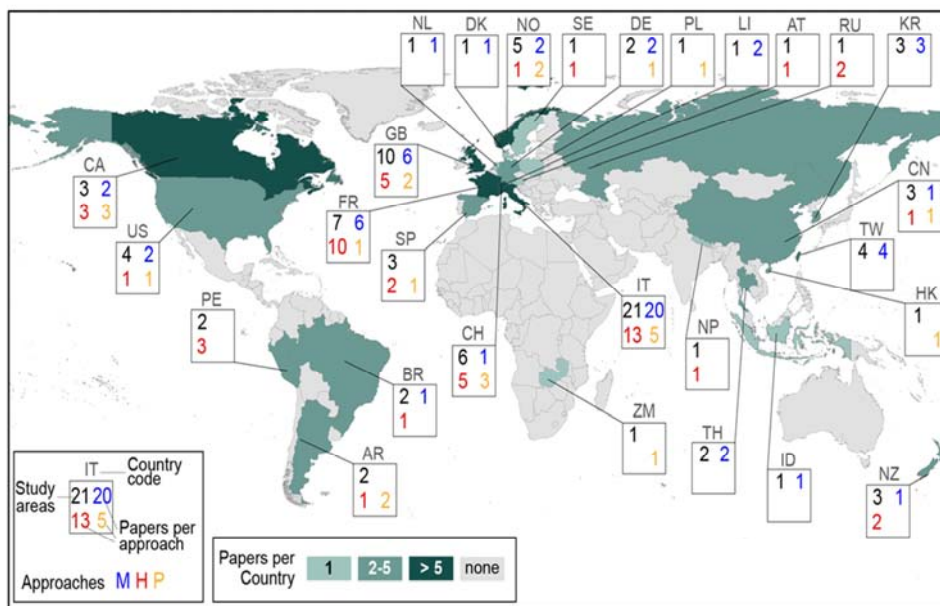 NL DK NO SE DE PL LI AT RU KR
1 1
1 1
5 2
1 2
1
1
2 2
1
1
1
1 2
1
1
1
2
3 3
GB
10 6
5 2
CA
3 2
3 3
FR
7 6
10 1
CN
3 1
1 1
US
4 2
1 1
SP
3
2 1
TW
4 4
PE
2
3
CH
6 1
5 3
IT
21 20
13 5
NP
1
1
HK
1
1
BR
2 1
1
ZM
1
1
TH
2 2
ID
1 1
AR
2
1 2
NZ
3 1
2
IT Country code
Study areas
21 20
13 5
Papers per approach
Approaches M H P
Papers per Country
1 2-5 > 5 none